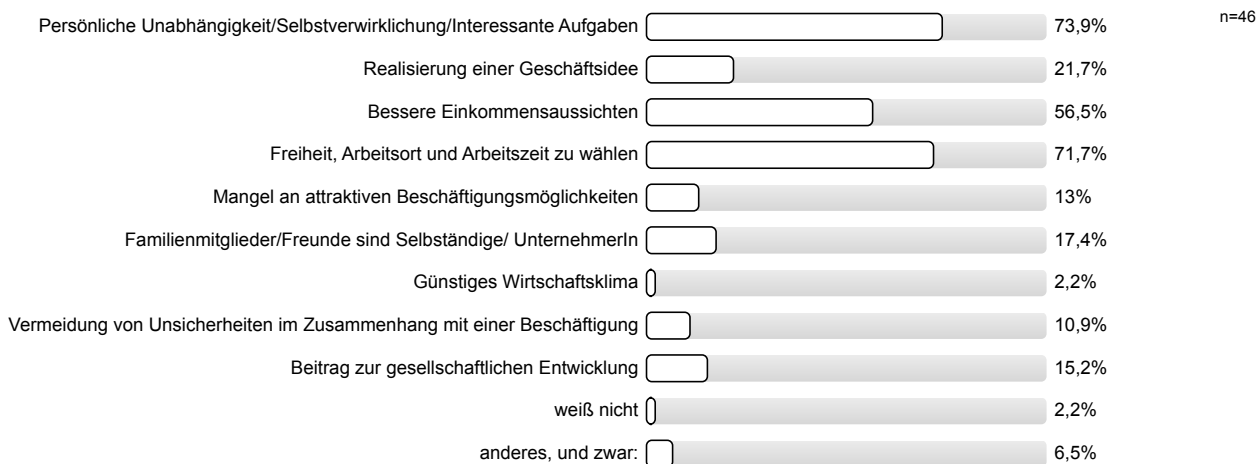 Persönliche Unabhängigkeit/Selbstverwirklichung/Interessante Aufgaben 73,9% n=46
Realisierung einer Geschäftsidee 21,7%
Bessere Einkommensaussichten 56,5%
Freiheit, Arbeitsort und Arbeitszeit zu wählen 71,7%
Mangel an attraktiven Beschäftigungsmöglichkeiten 13%
Familienmitglieder/Freunde sind Selbständige/ UnternehmerIn 17,4%
Günstiges Wirtschaftsklima 2,2%
Vermeidung von Unsicherheiten im Zusammenhang mit einer Beschäftigung 10,9%
Beitrag zur gesellschaftlichen Entwicklung 15,2%
weiß nicht 2,2%
anderes, und zwar: 6,5%